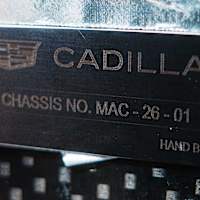 CADILLA
CHASSIS NO. MAC - 26 - 01
HAND B